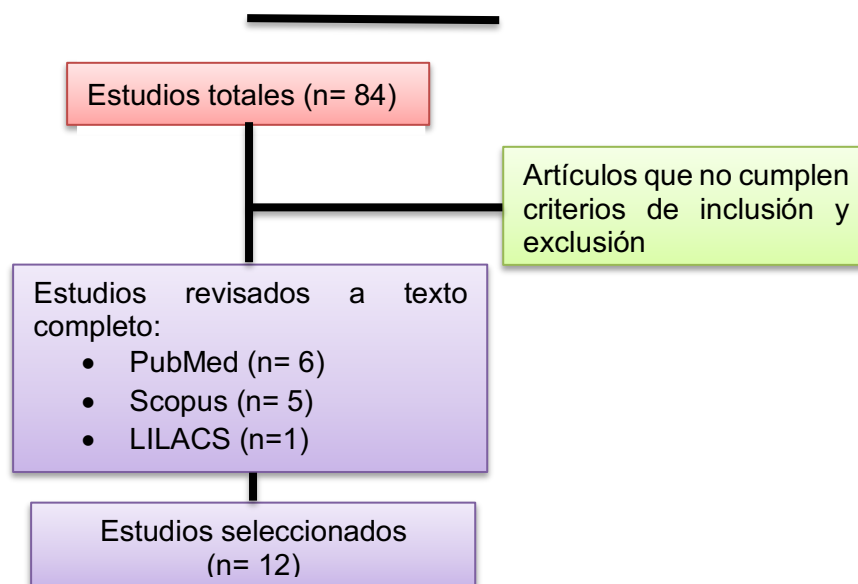 Estudios totales (n= 84)
Artículos que no cumplen
criterios de inclusión y
exclusión
Estudios revisados a texto
completo:
• PubMed (n= 6)
• Scopus (n= 5)
• LILACS (n=1)
Estudios seleccionados
(n= 12)